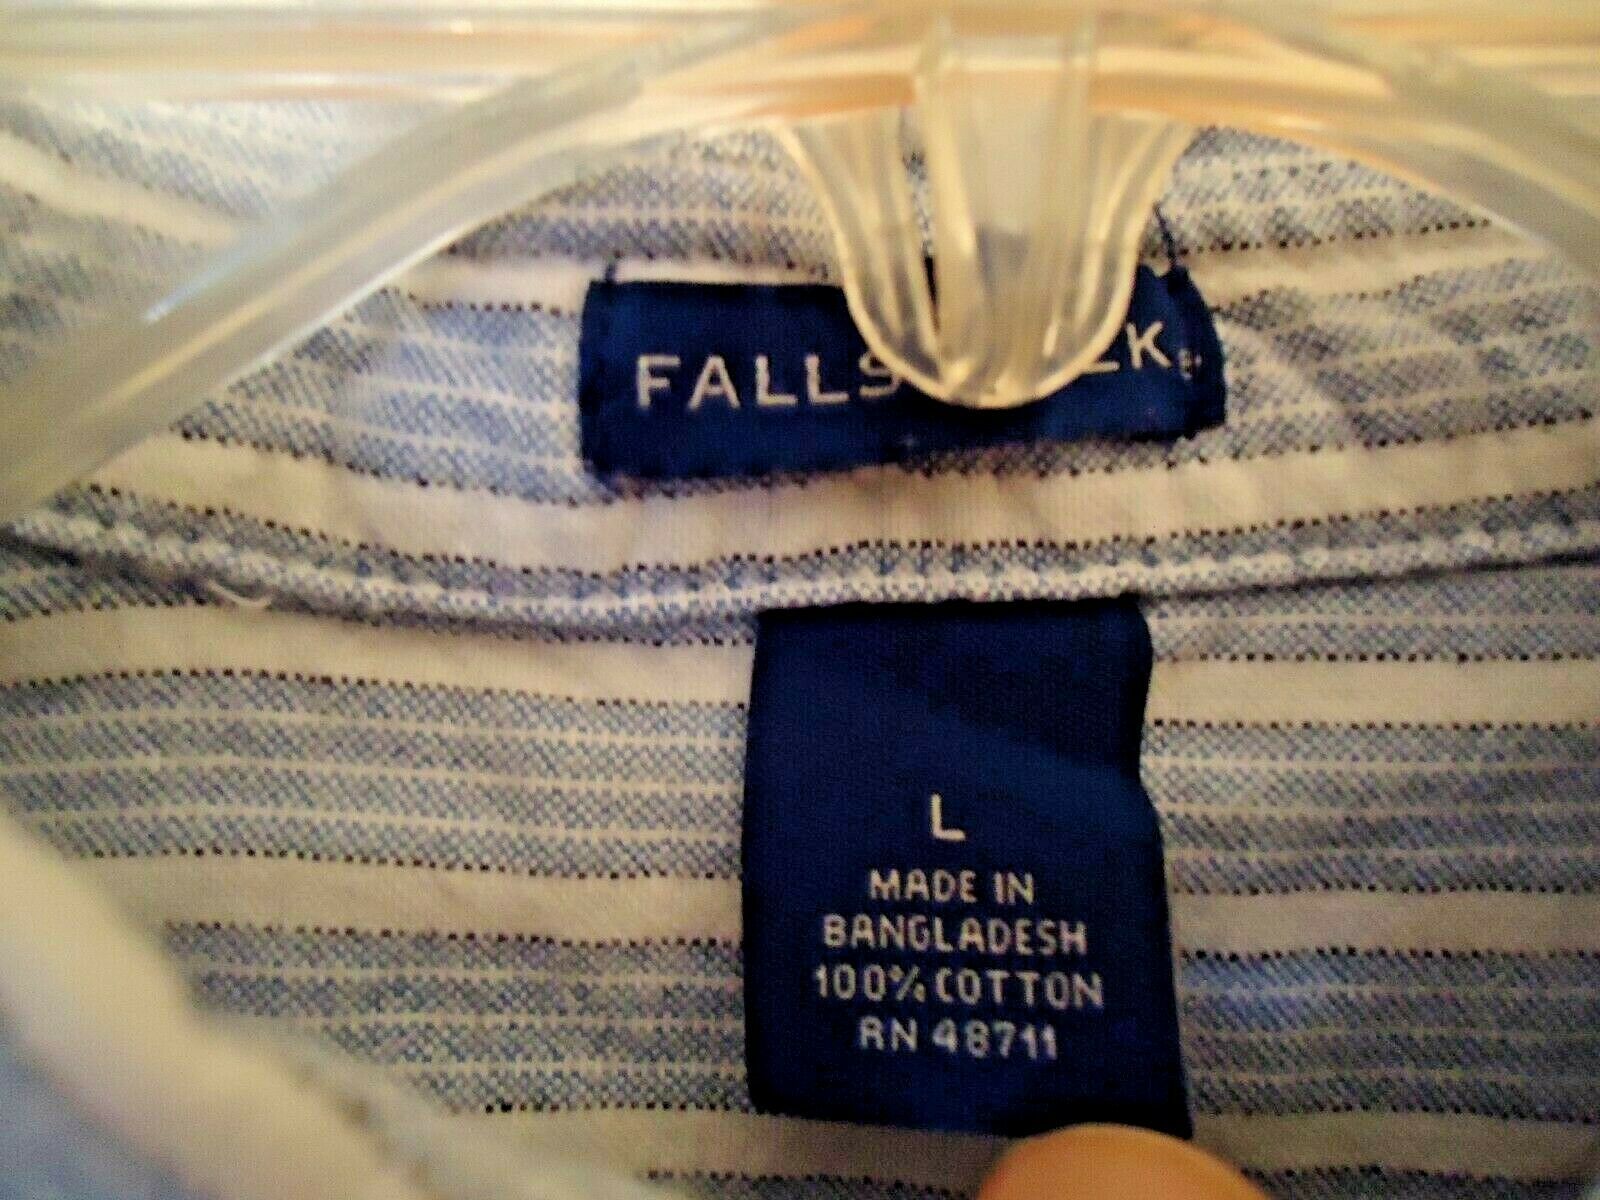 FALLS
L
MADE IN
BANGLADESH
100% COTTON
RN 48711